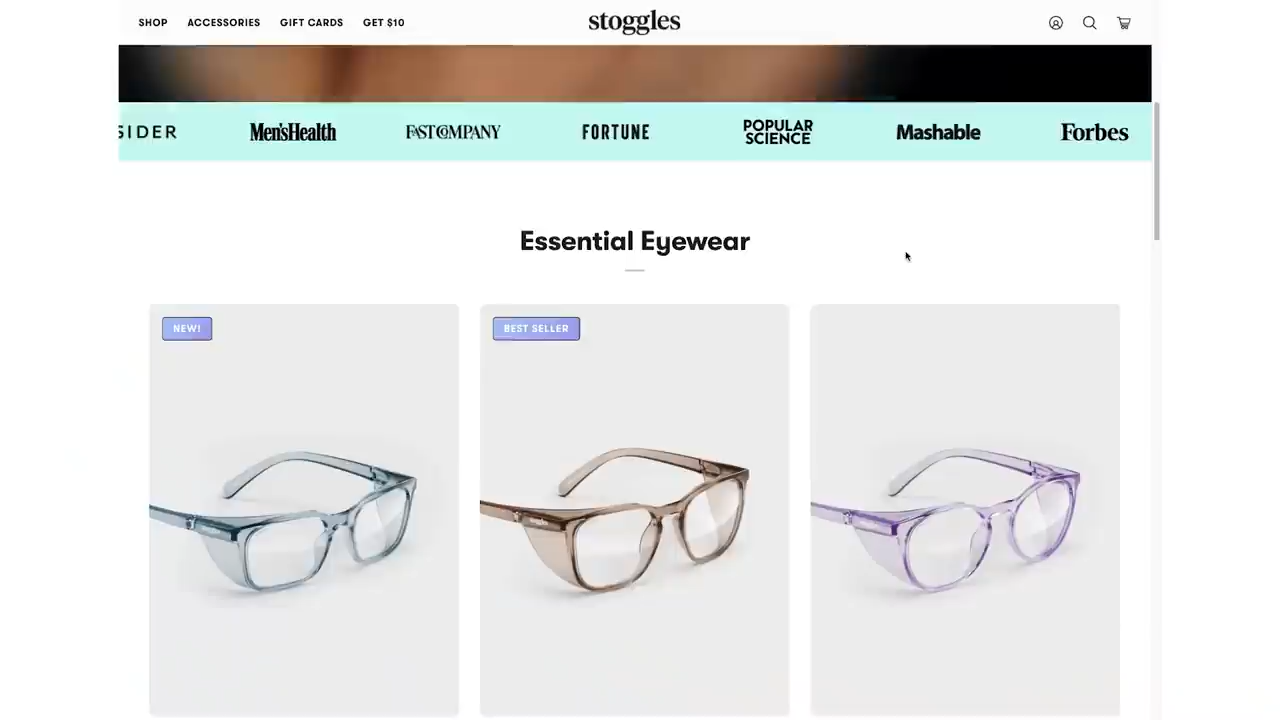 SHOP ACCESSORIES GIFT CARDS GET $10
stoggles
SIDER Men'sHealth FAST COMPANY FORTUNE POPULAR SCIENCE Mashable Forbes
Essential Eyewear
NEW!
BEST SELLER
stoggles